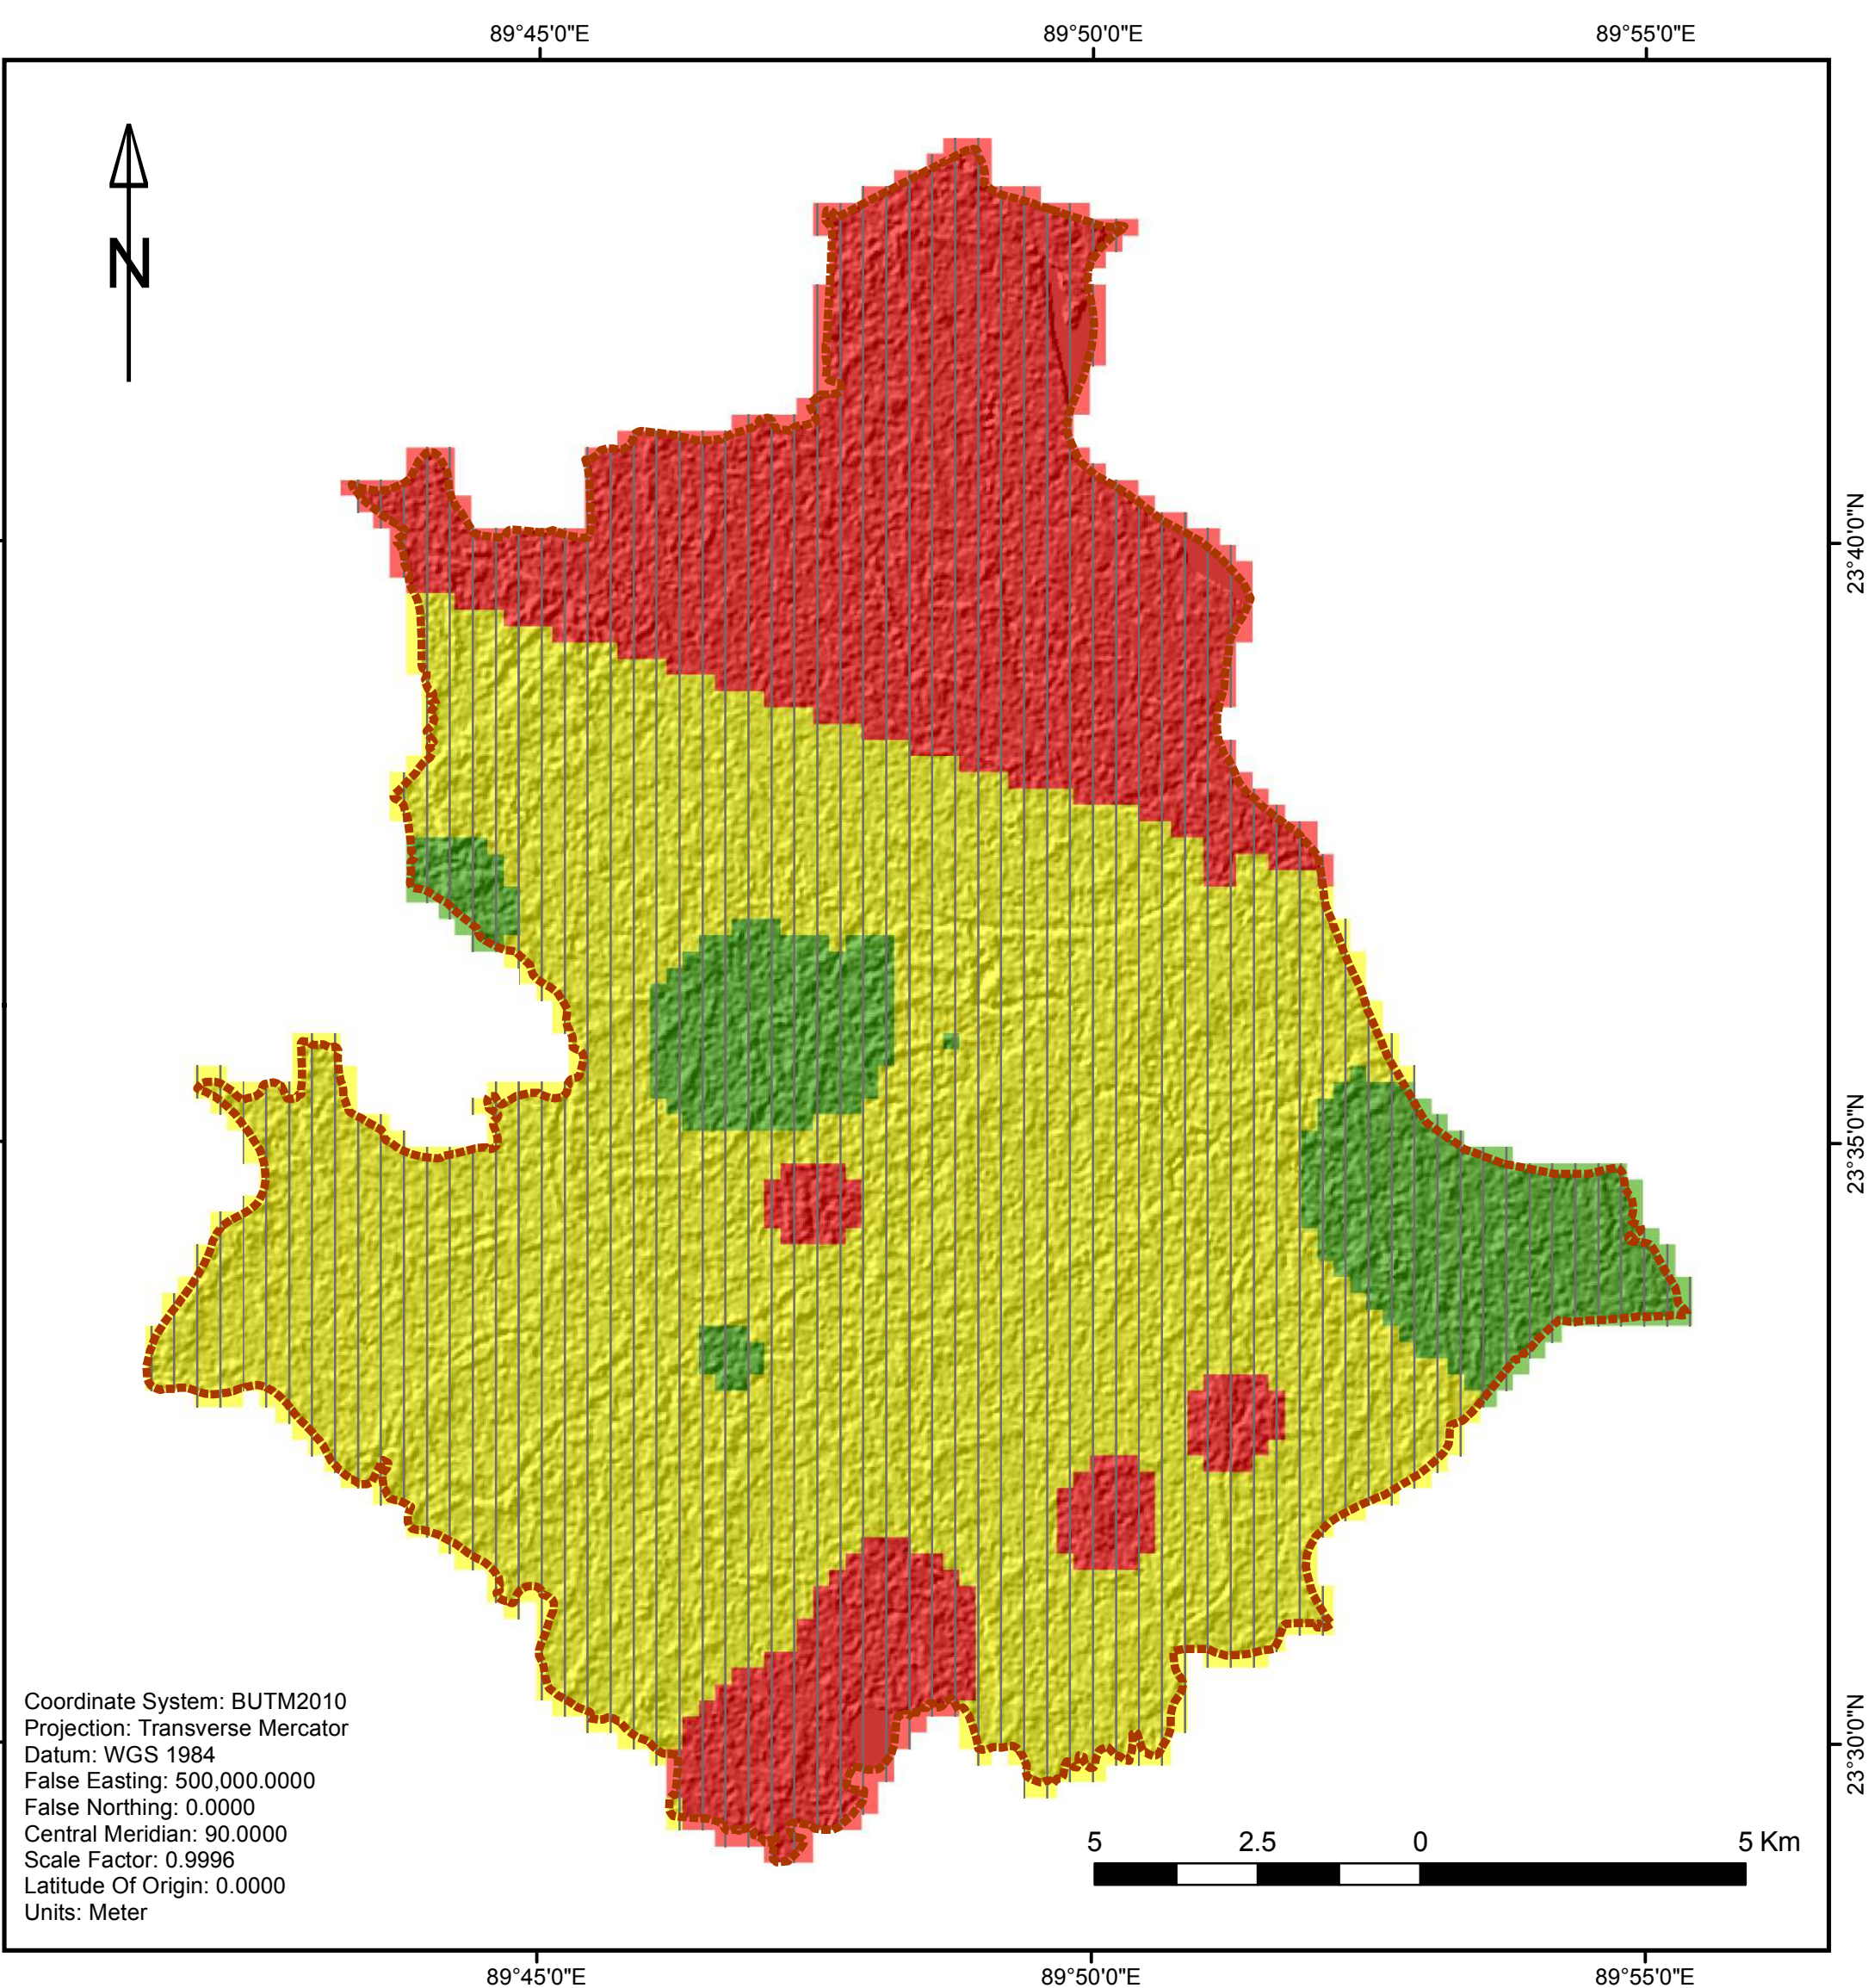 89°45'0"E 89°50'0"E 89°55'0"E
N
23°40'0"N
23°35'0"N
23°30'0"N
Coordinate System: BUTM2010
Projection: Transverse Mercator
Datum: WGS 1984
False Easting: 500,000.0000
False Northing: 0.0000
Central Meridian: 90.0000
Scale Factor: 0.9996
Latitude Of Origin: 0.0000
Units: Meter
5 2.5 0 5 Km
89°45'0"E 89°50'0"E 89°55'0"E